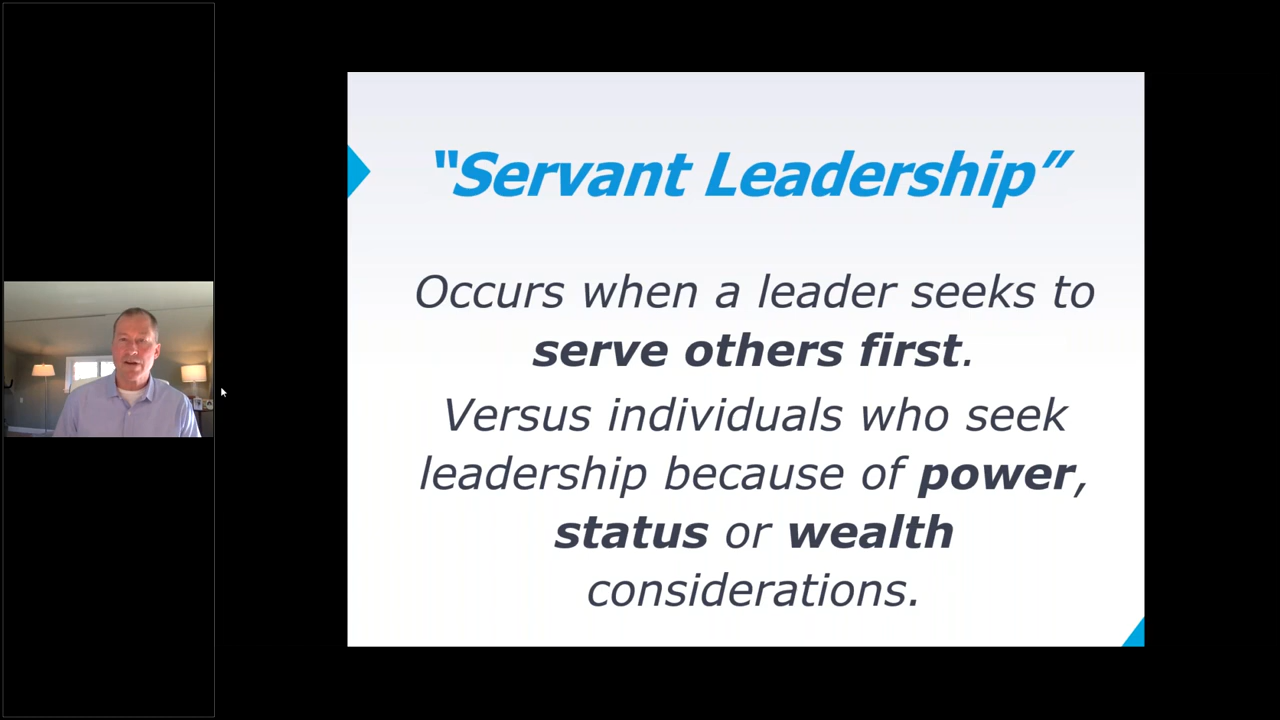 “Servant Leadership”
Occurs when a leader seeks to
serve others first.
Versus individuals who seek
leadership because of power,
status or wealth
considerations.